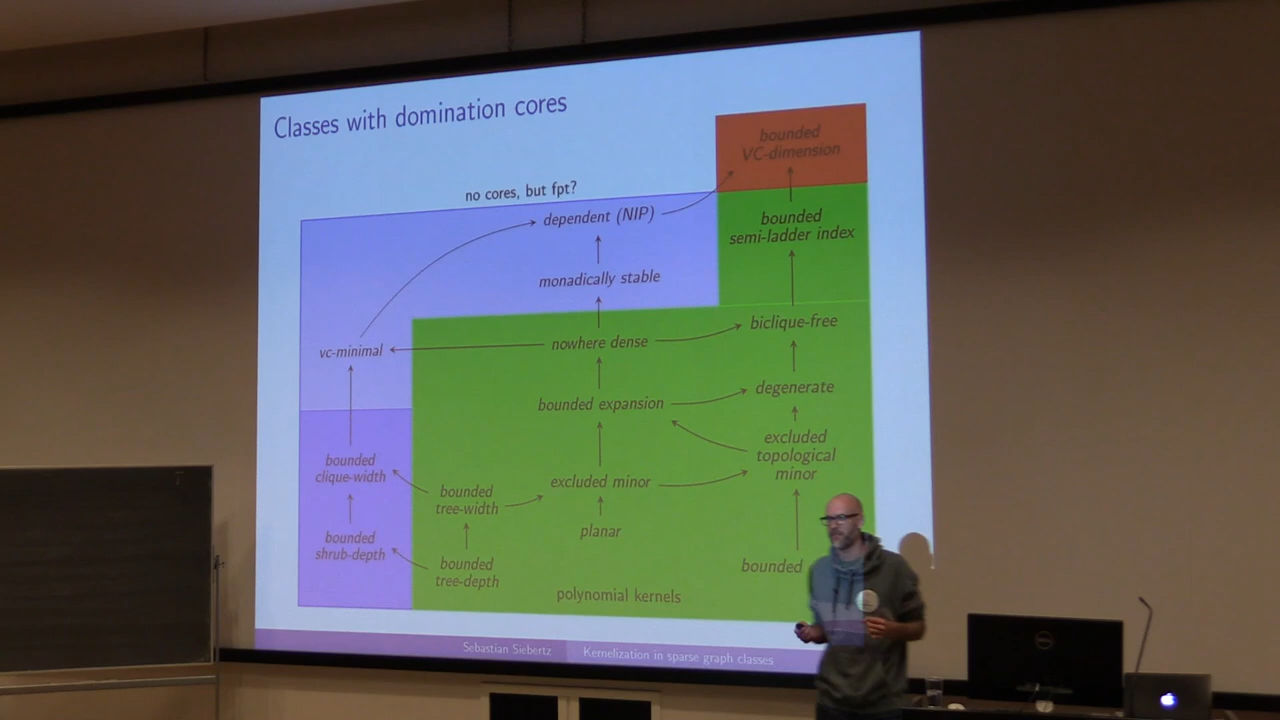 Classes with domination cores
bounded
VC-dimension
no cores, but fpt?
dependent (NIP)
bounded
semi-ladder index
monadically stable
biclique-free
nowhere dense
vc-minimal
degenerate
bounded expansion
excluded
topological
minor
bounded
clique-width
excluded minor
bounded
tree-width
planar
bounded
shrub-depth
bounded
tree-depth
bounded
polynomial kernels
Sebastian Siebertz
Kernelization in sparse graph classes
DELL